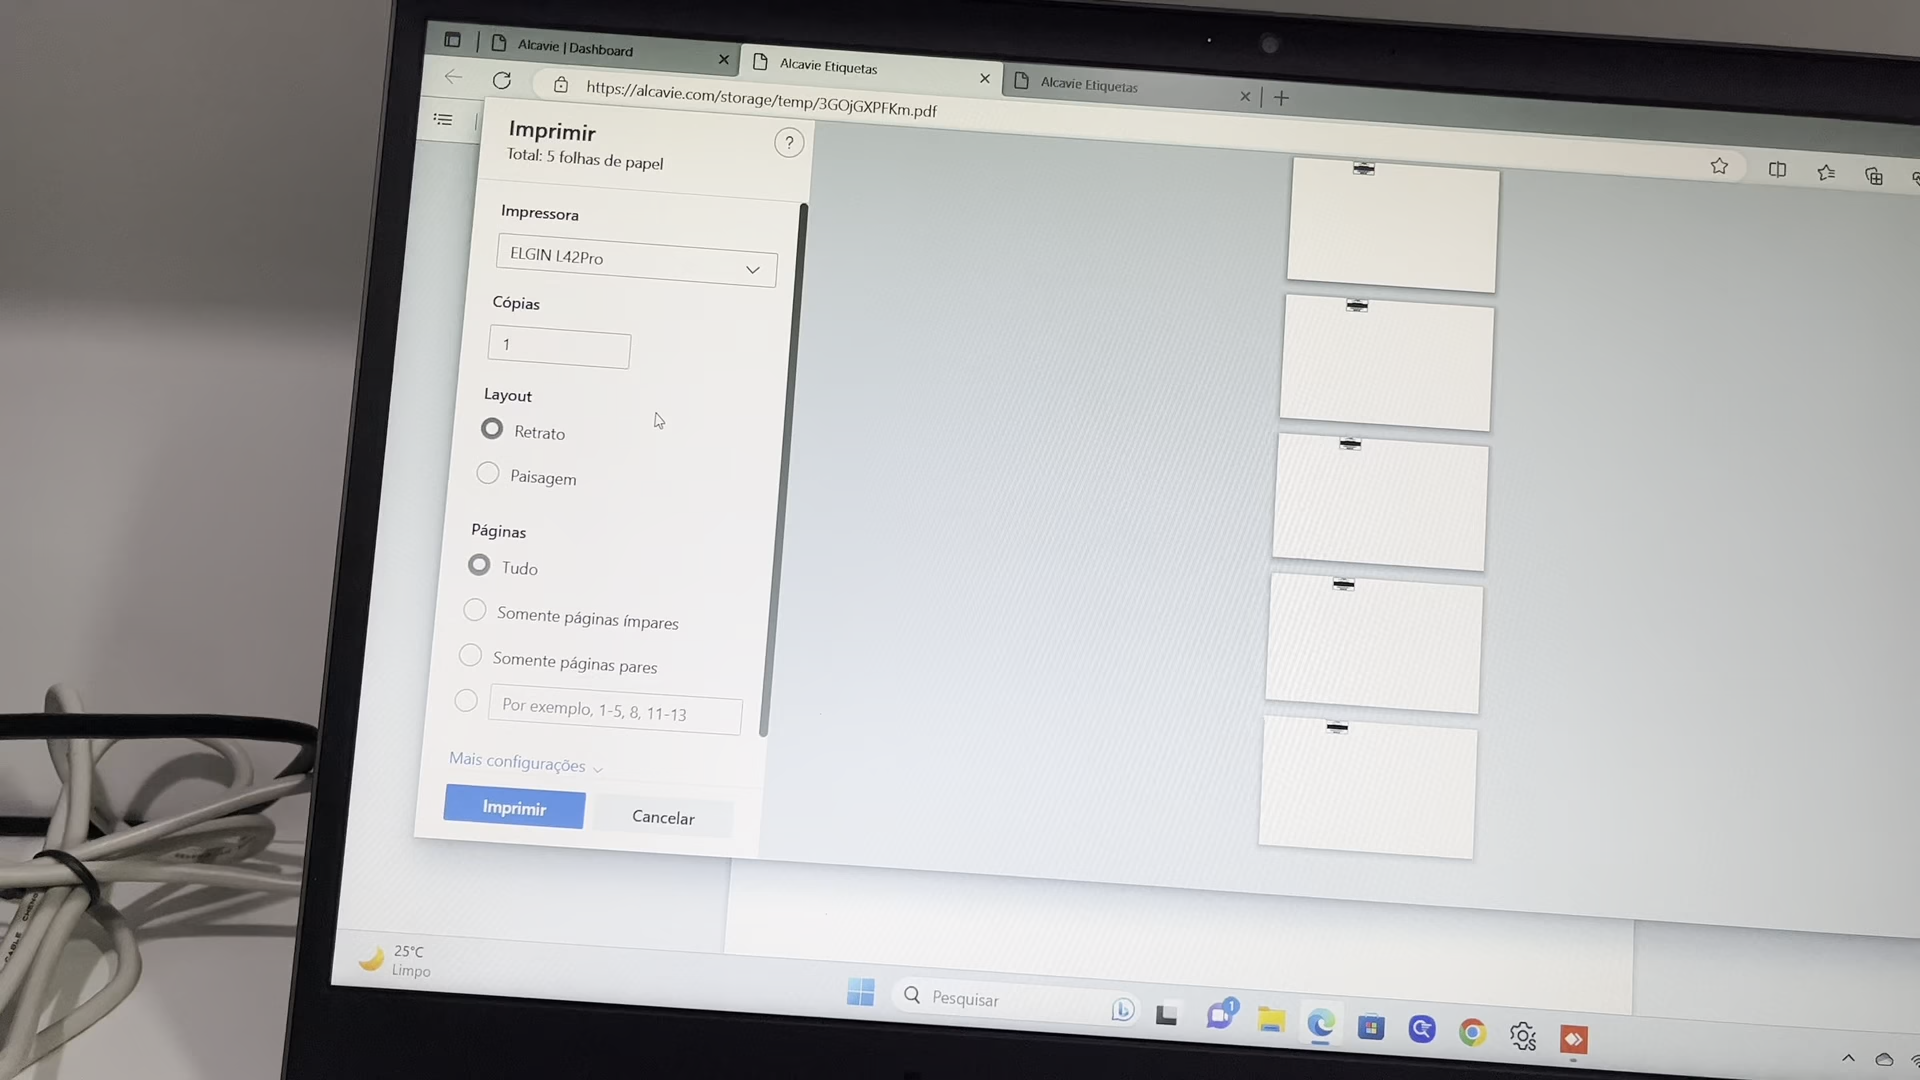 Alcavie | Dashboard
Alcavie Etiquetas
Alcavie Etiquetas
https://alcavie.com/storage/temp/3GOjGXPFKm.pdf
Imprimir
Total: 5 folhas de papel
?
Impressora
ELGIN L42Pro
Cópias
1
Layout
Retrato
Paisagem
Páginas
Tudo
Somente páginas ímpares
Somente páginas pares
Por exemplo, 1-5, 8, 11-13
Mais configurações
Imprimir
Cancelar
25°C
Limpo
Pesquisar
1
CABLE